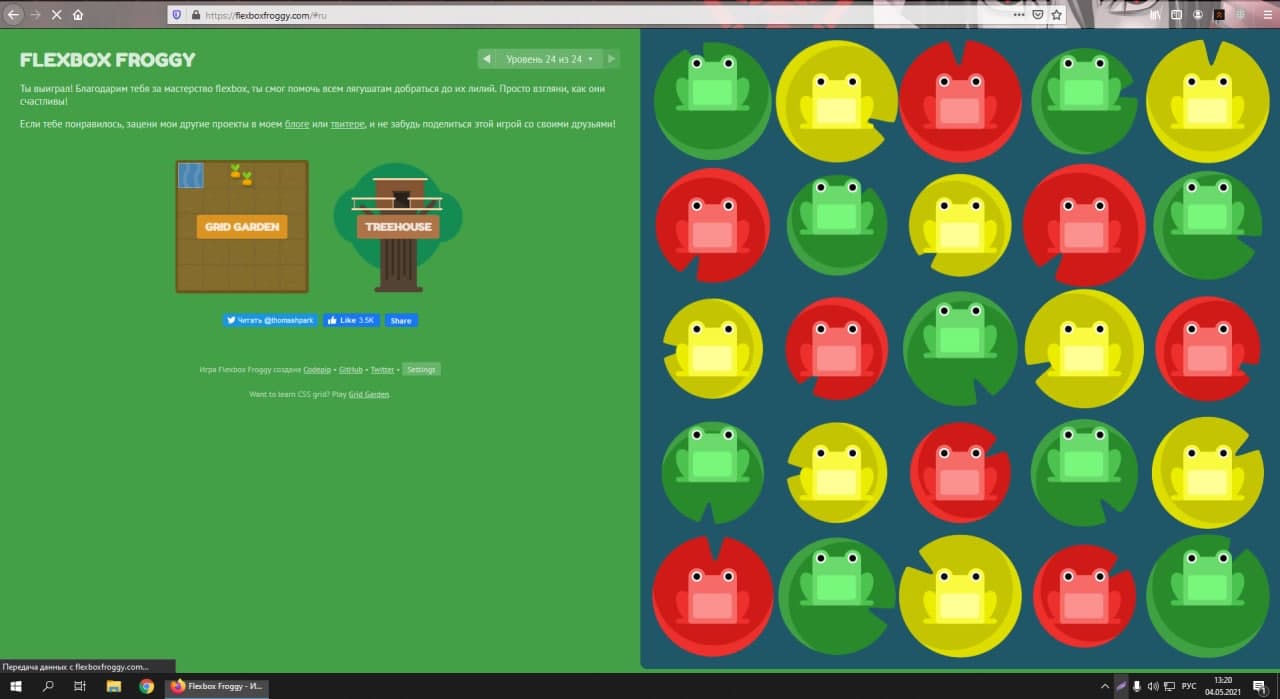 https://flexboxfroggy.com/#ru
FLEXBOX FROGGY
Уровень 24 из 24
Ты выиграл! Благодарим тебя за мастерство flexbox, ты смог помочь всем лягушатам добраться до их лилий. Просто взгляни, как они
счастливы!
Если тебе понравилось, зацени мои другие проекты в моем блоге или твитере, и не забудь поделиться этой игрой со своими друзьями!
GRID GARDEN
TREEHOUSE
Читать @thomashpark
Like 3.5K
Share
Игра Flexbox Froggy создана Codepip • GitHub • Twitter • Settings
Want to learn CSS grid? Play Grid Garden.
Передача данных с flexboxfroggy.com...
Flexbox Froggy - И...
РУС
13:20
04.05.2021